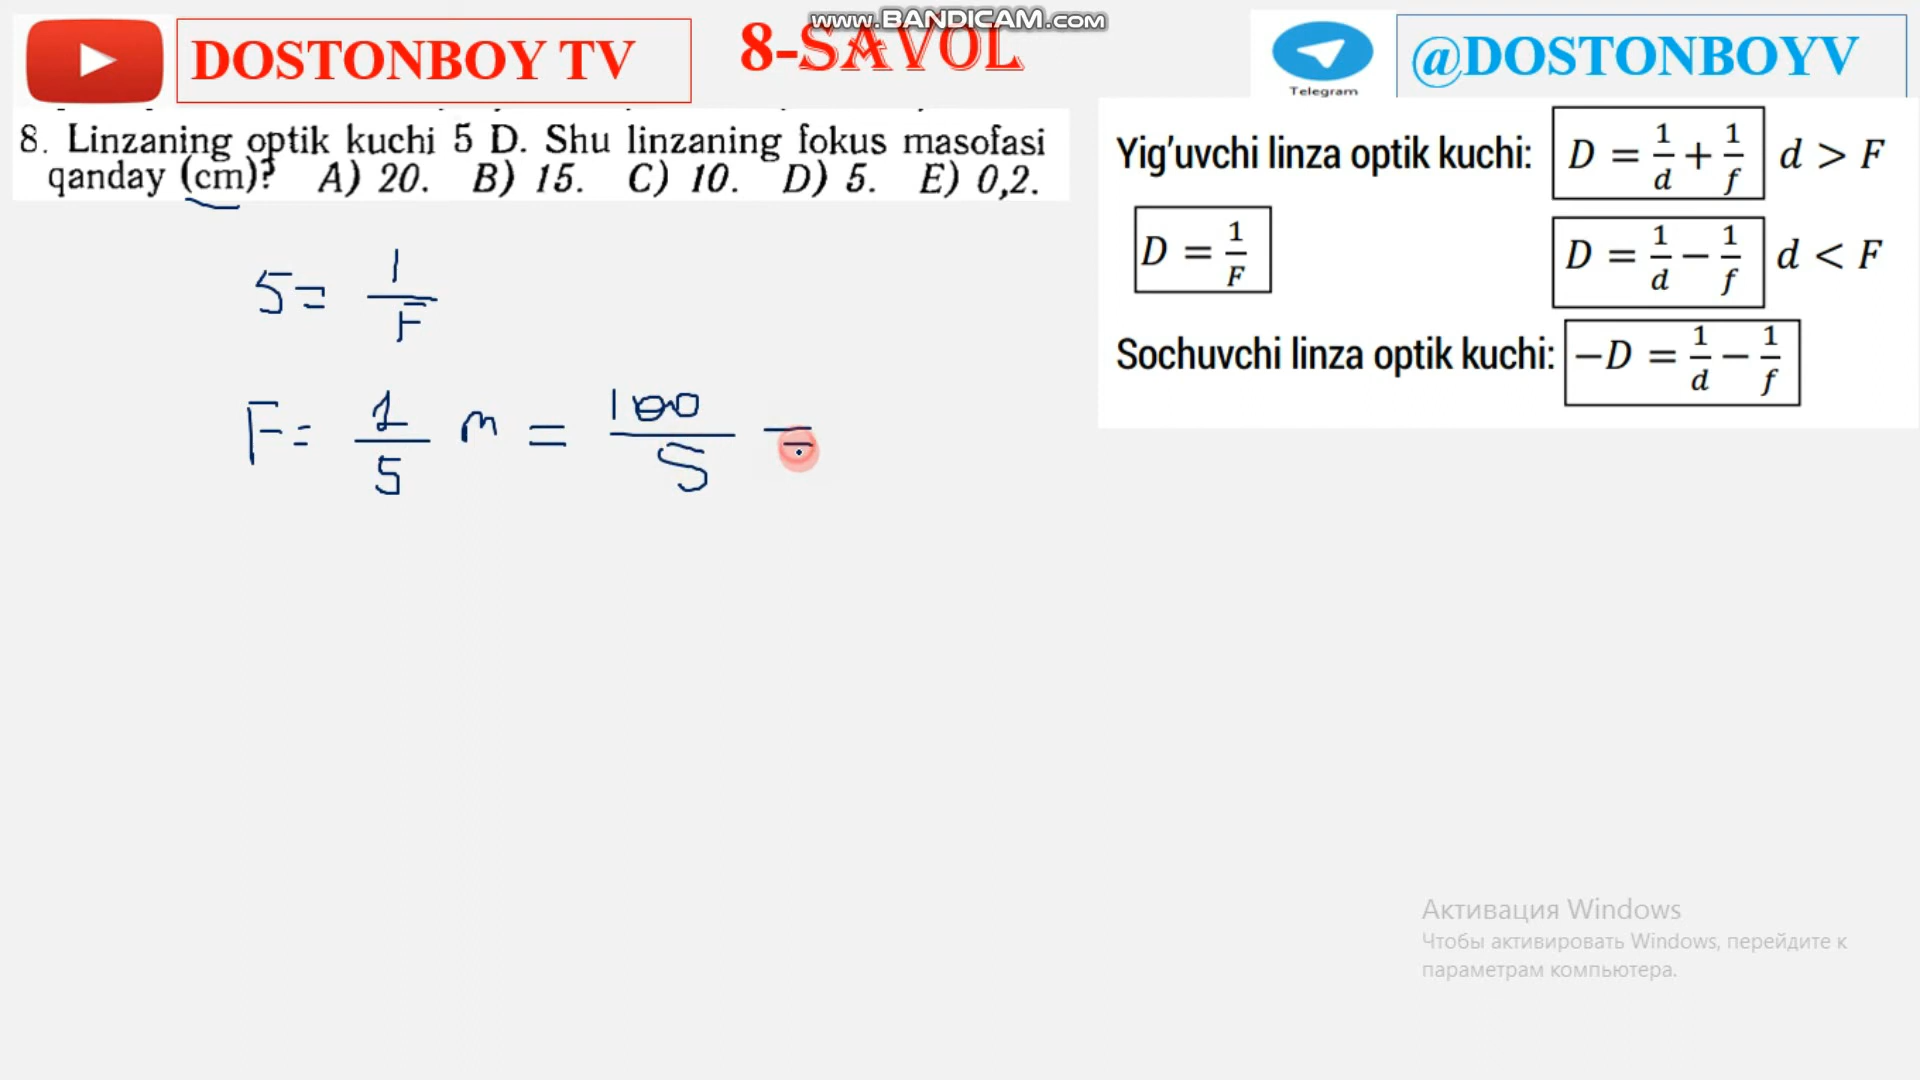 www.BANDICAM.com
DOSTONBOY TV
8-SAVOL
Telegram
@DOSTONBOYV
8. Linzaning optik kuchi 5 D. Shu linzaning fokus masofasi
qanday (cm)? A) 20. B) 15. C) 10. D) 5. E) 0,2.
5 = 1/F
F = 1/5 m = 100/5 =
Yig'uvchi linza optik kuchi: D = 1/d + 1/f d > F
D = 1/F D = 1/d − 1/f d < F
Sochuvchi linza optik kuchi: −D = 1/d − 1/f
Активация Windows
Чтобы активировать Windows, перейдите к
параметрам компьютера.